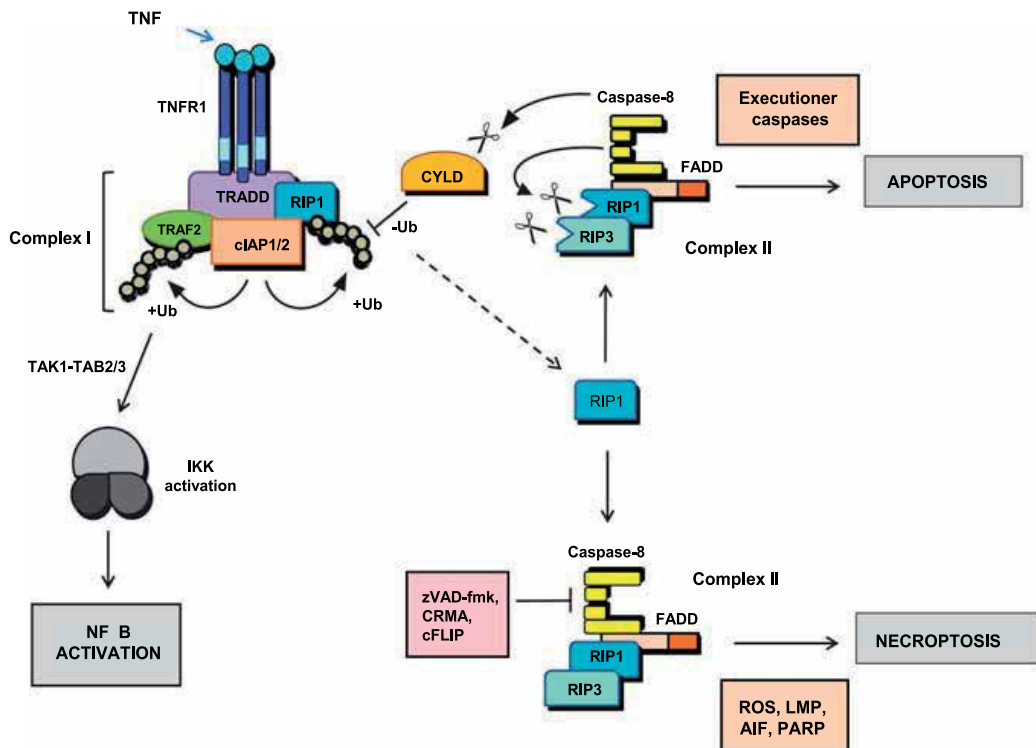 TNF
TNFR1
Complex I
TRADD
RIP1
TRAF2
cIAP1/2
+Ub
+Ub
-Ub
CYLD
Caspase-8
FADD
RIP1
RIP3
Complex II
Executioner
caspases
APOPTOSIS
TAK1-TAB2/3
IKK
activation
NF B
ACTIVATION
RIP1
zVAD-fmk,
CRMA,
cFLIP
Caspase-8
Complex II
FADD
RIP1
RIP3
NECROPTOSIS
ROS, LMP,
AIF, PARP